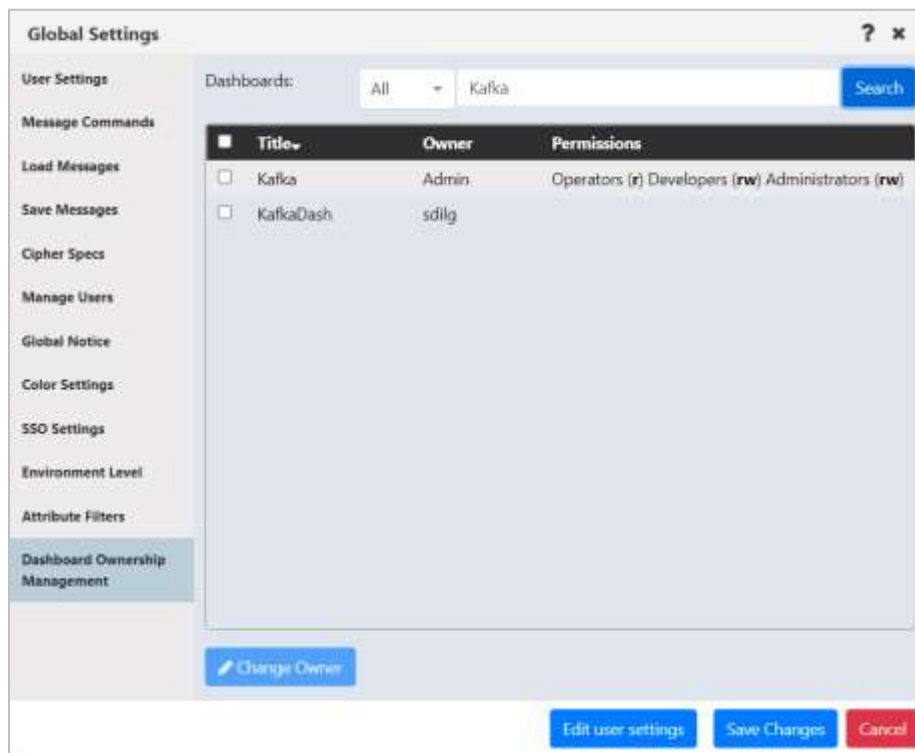 Global Settings ? ×
User Settings
Message Commands
Load Messages
Save Messages
Cipher Specs
Manage Users
Global Notice
Color Settings
SSO Settings
Environment Level
Attribute Filters
Dashboard Ownership
Management
Dashboards: All Kafka Search
Title Owner Permissions
Kafka Admin Operators (r) Developers (rw) Administrators (rw)
KafkaDash sdilg
Change Owner
Edit user settings Save Changes Cancel